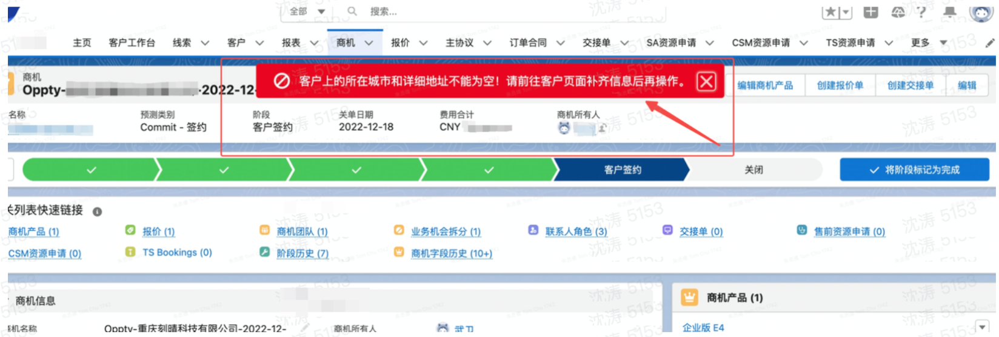 全部 搜索...
主页 客户工作台 线索 客户 报表 商机 报价 主协议 订单合同 交接单 SA资源申请 CSM资源申请 TS资源申请 更多
商机
Oppty- -2022-12-
客户上的所在城市和详细地址不能为空！请前往客户页面补齐信息后再操作。
编辑商机产品 创建报价单 创建交接单 编辑
名称 预测类别 阶段 关单日期 费用合计 商机所有人
Commit - 签约 客户签约 2022-12-18 CNY
客户签约 关闭 将阶段标记为完成
列表快速链接
商机产品 (1) 报价 (1) 商机团队 (1) 业务机会拆分 (1) 联系人角色 (3) 交接单 (0) 售前资源申请 (0)
CSM资源申请 (0) TS Bookings (0) 阶段历史 (7) 商机字段历史 (10+)
商机信息
商机产品 (1)
机名称 Oppty-重庆刻晴科技有限公司-2022-12- 商机所有人 武卫
企业版 E4
沈涛 5153